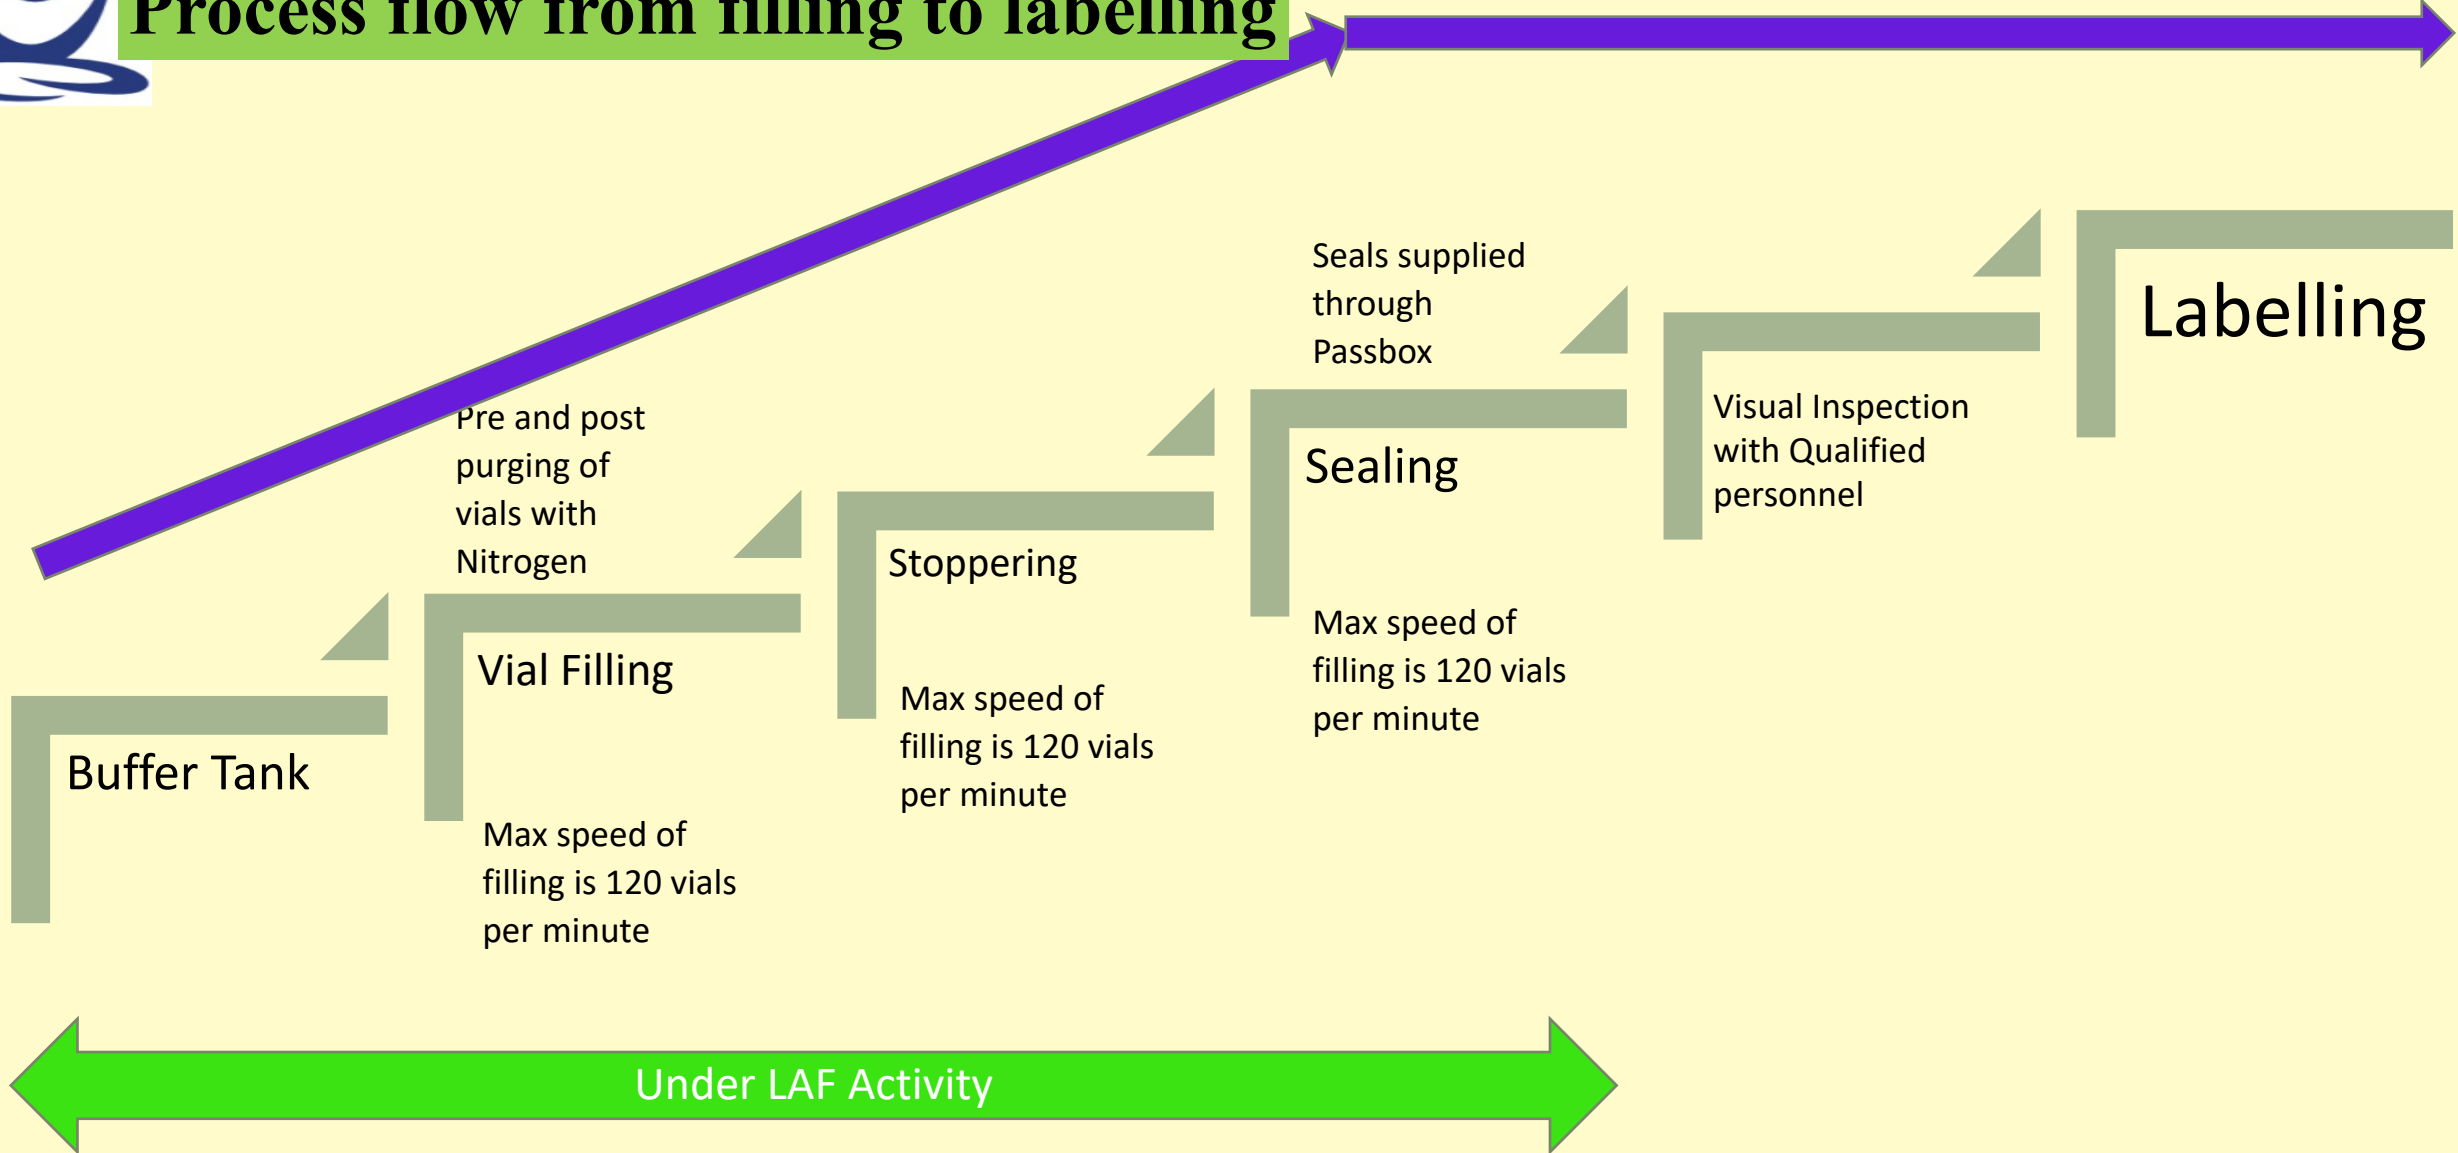 Process flow from filling to labelling
Seals supplied
through
Passbox
Labelling
Pre and post
purging of
vials with
Nitrogen
Sealing
Visual Inspection
with Qualified
personnel
Stoppering
Max speed of
filling is 120 vials
per minute
Vial Filling
Max speed of
filling is 120 vials
per minute
Buffer Tank
Max speed of
filling is 120 vials
per minute
Under LAF Activity